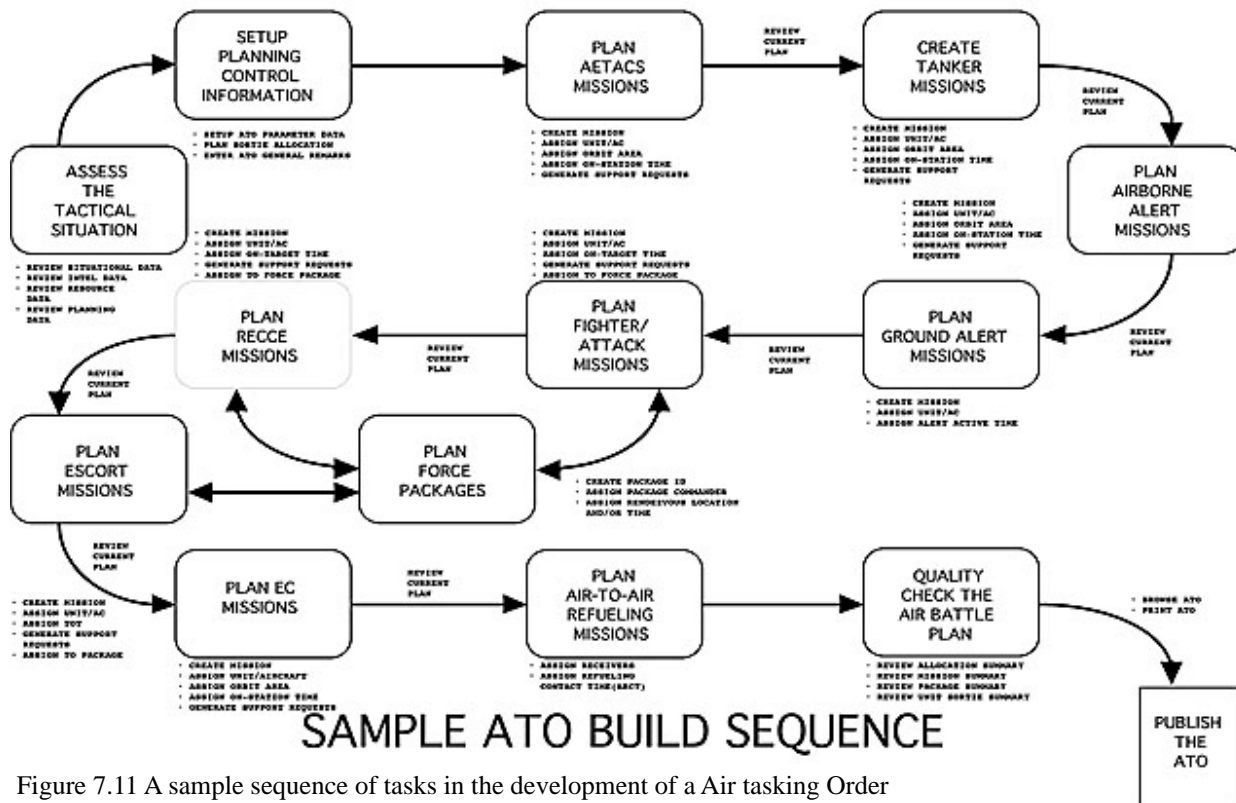 SETUP
PLANNING
CONTROL
INFORMATION
- SETUP ATO PARAMETER DATA
- PLAN SORTIE ALLOCATION
- ENTER ATO GENERAL REMARKS
PLAN
AETACS
MISSIONS
- CREATE MISSION
- ASSIGN UNIT/AC
- ASSIGN ORBIT AREA
- ASSIGN ON-STATION TIME
- GENERATE SUPPORT REQUESTS
REVIEW
CURRENT
PLAN
CREATE
TANKER
MISSIONS
- CREATE MISSION
- ASSIGN UNIT/AC
- ASSIGN ORBIT AREA
- ASSIGN ON-STATION TIME
- GENERATE SUPPORT
REQUESTS
REVIEW
CURRENT
PLAN
ASSESS
THE
TACTICAL
SITUATION
- REVIEW SITUATIONAL DATA
- REVIEW INTEL DATA
- REVIEW RESOURCE
DATA
- REVIEW PLANNING
DATA
PLAN
AIRBORNE
ALERT
MISSIONS
- CREATE MISSION
- ASSIGN UNIT/AC
- ASSIGN ORBIT AREA
- ASSIGN ON-STATION TIME
- GENERATE SUPPORT
REQUESTS
REVIEW
CURRENT
PLAN
- CREATE MISSION
- ASSIGN UNIT/AC
- ASSIGN ON-TARGET TIME
- GENERATE SUPPORT REQUESTS
- ASSIGN TO FORCE PACKAGE
PLAN
RECCE
MISSIONS
REVIEW
CURRENT
PLAN
- CREATE MISSION
- ASSIGN UNIT/AC
- ASSIGN ON-TARGET TIME
- GENERATE SUPPORT REQUESTS
- ASSIGN TO FORCE PACKAGE
PLAN
FIGHTER/
ATTACK
MISSIONS
REVIEW
CURRENT
PLAN
PLAN
GROUND ALERT
MISSIONS
- CREATE MISSION
- ASSIGN UNIT/AC
- ASSIGN ALERT ACTIVE TIME
REVIEW
CURRENT
PLAN
PLAN
ESCORT
MISSIONS
PLAN
FORCE
PACKAGES
- CREATE PACKAGE ID
- ASSIGN PACKAGE COMMANDER
- ASSIGN RENDEZVOUS LOCATION
AND/OR TIME
REVIEW
CURRENT
PLAN
- CREATE MISSION
- ASSIGN UNIT/AC
- ASSIGN TOT
- GENERATE SUPPORT
REQUESTS
- ASSIGN TO PACKAGE
PLAN EC
MISSIONS
- CREATE MISSION
- ASSIGN UNIT/AIRCRAFT
- ASSIGN ORBIT AREA
- ASSIGN ON-STATION TIME
- GENERATE SUPPORT REQUESTS
REVIEW
CURRENT
PLAN
PLAN
AIR-TO-AIR
REFUELING
MISSIONS
- ASSIGN RECEIVERS
- ASSIGN REFUELING
CONTACT TIME(ARCT)
QUALITY
CHECK THE
AIR BATTLE
PLAN
- REVIEW ALLOCATION SUMMARY
- REVIEW MISSION SUMMARY
- REVIEW PACKAGE SUMMARY
- REVIEW UNIT SORTIE SUMMARY
- BROWSE ATO
- PRINT ATO
PUBLISH
THE
ATO
SAMPLE ATO BUILD SEQUENCE
Figure 7.11 A sample sequence of tasks in the development of a Air tasking Order